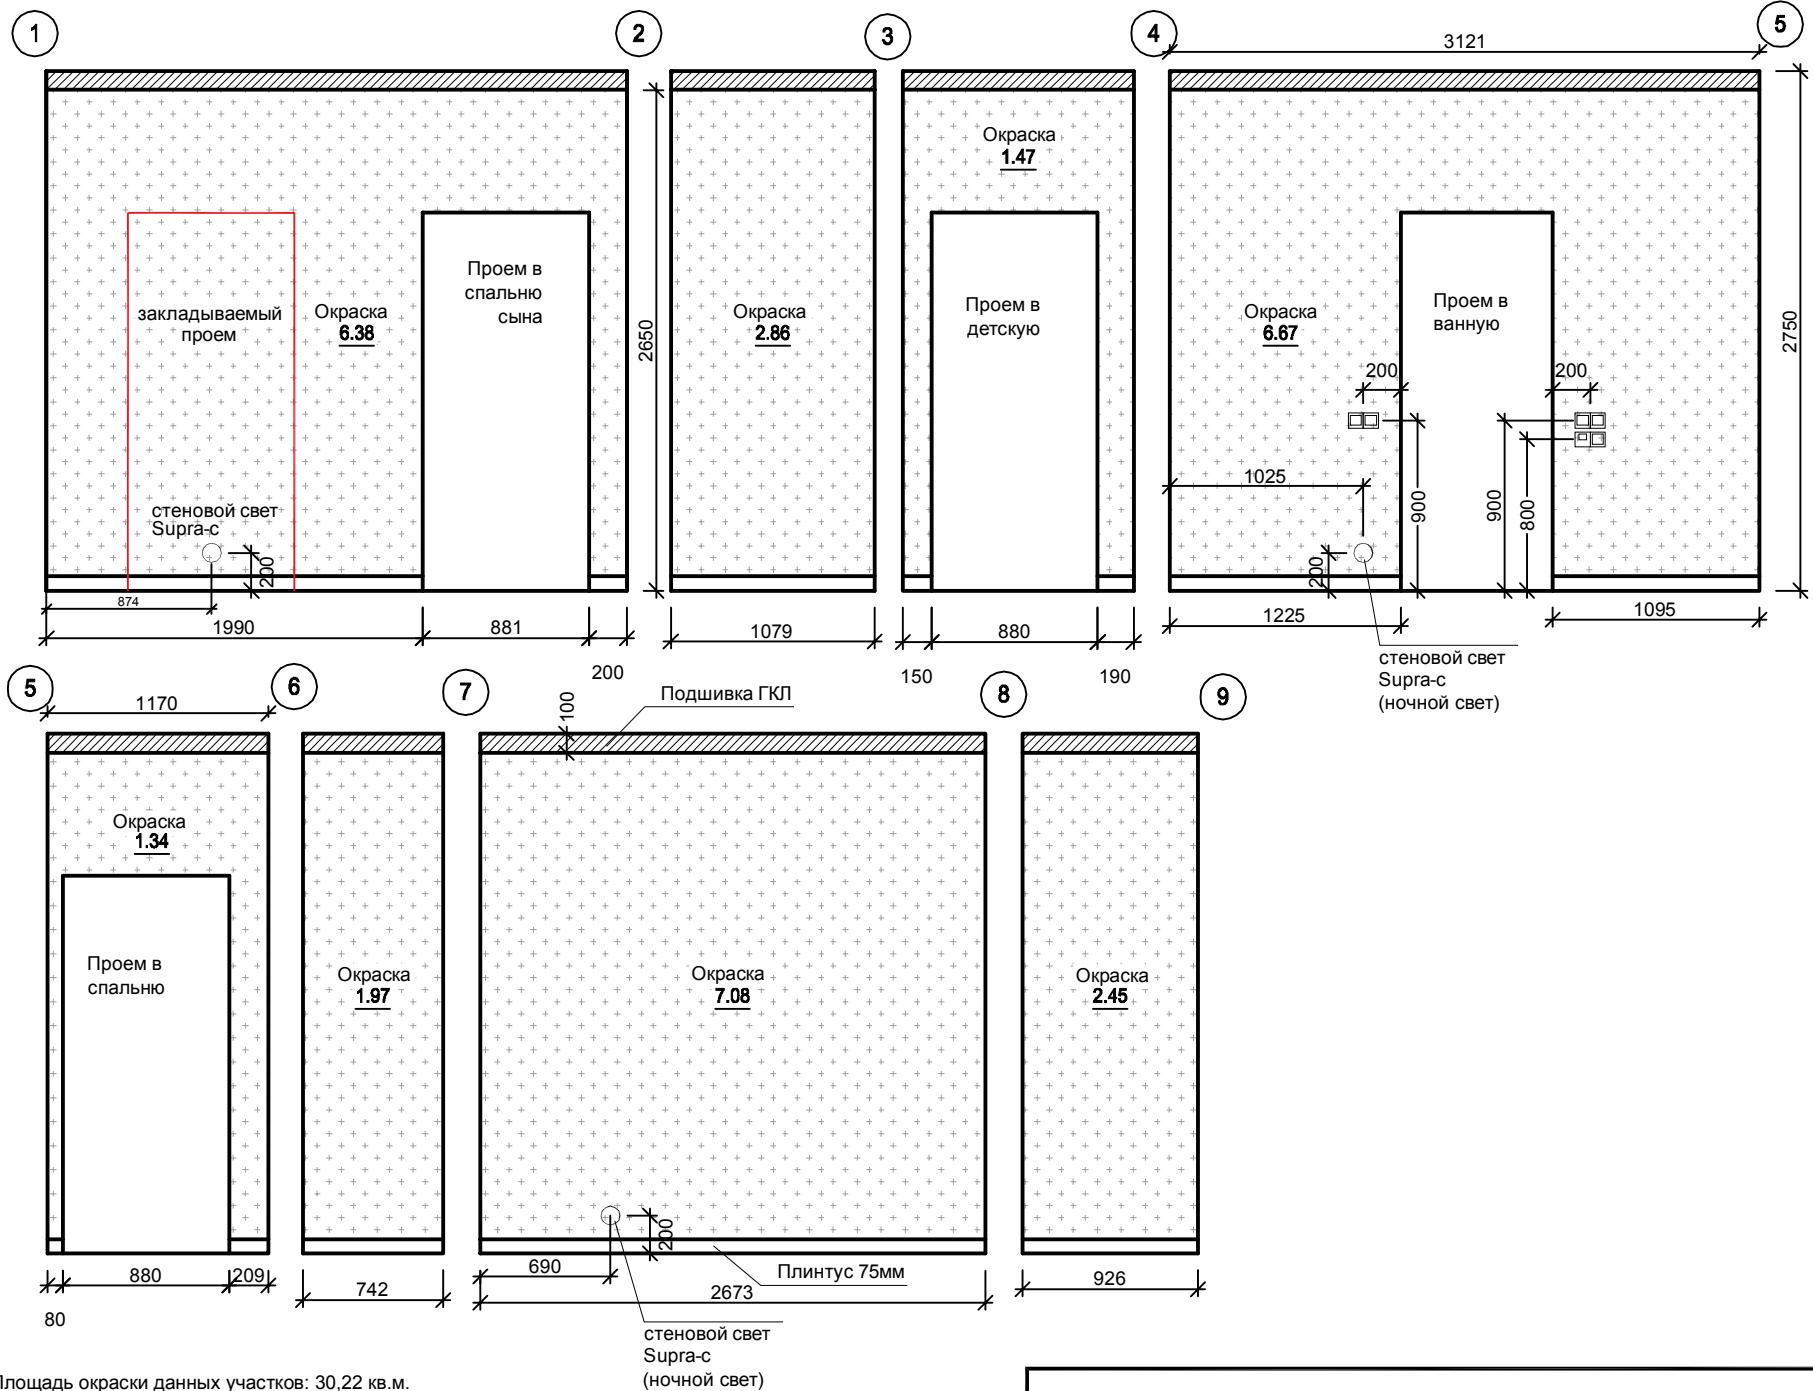 1
2
3
4
5
3121
Окраска
1.47
Проем в
спальню
сына
закладываемый
проем
Окраска
6.38
2650
Окраска
2.86
Проем в
детскую
Окраска
6.67
Проем в
ванную
2750
200
200
1025
900
900
800
стеновой свет
Supra-c
200
200
874
1990
881
200
1079
150
880
190
1225
1095
стеновой свет
Supra-c
(ночной свет)
5
6
7
8
9
1170
100
Подшивка ГКЛ
Окраска
1.34
Проем в
спальню
Окраска
1.97
Окраска
7.08
Окраска
2.45
200
80
880
209
742
690
Плинтус 75мм
2673
926
стеновой свет
Supra-c
(ночной свет)
Площадь окраски данных участков: 30,22 кв.м.